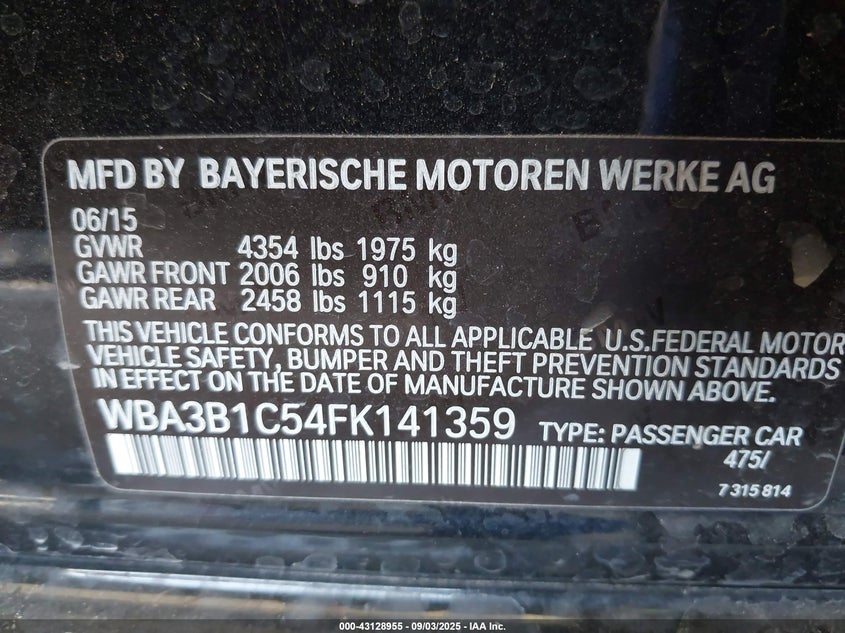 MFD BY BAYERISCHE MOTOREN WERKE AG
06/15
GVWR 4354 lbs 1975 kg
GAWR FRONT 2006 lbs 910 kg
GAWR REAR 2458 lbs 1115 kg
THIS VEHICLE CONFORMS TO ALL APPLICABLE U.S.FEDERAL MOTOR
VEHICLE SAFETY, BUMPER AND THEFT PREVENTION STANDARDS
IN EFFECT ON THE DATE OF MANUFACTURE SHOWN ABOVE.
WBA3B1C54FK141359 TYPE: PASSENGER CAR
475/
7 315 814
000-43128955 - 09/03/2025 - IAA Inc.